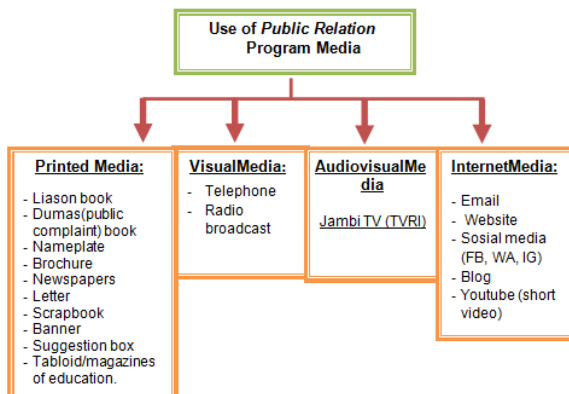 Use of Public Relation
Program Media
Printed Media:
- Liason book
- Dumas(public
complaint) book
- Nameplate
- Brochure
- Newspapers
- Letter
- Scrapbook
- Banner
- Suggestion box
- Tabloid/magazines
of education.
VisualMedia:
- Telephone
- Radio
broadcast
AudiovisualMe
dia
Jambi TV (TVRI)
InternetMedia:
- Email
- Website
- Sosial media
(FB, WA, IG)
- Blog
- Youtube (short
video)